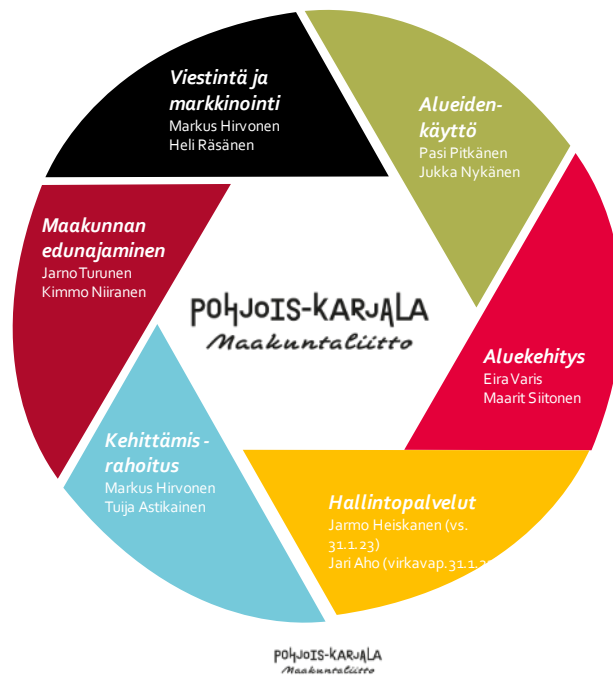 Viestintä ja
markkinointi
Markus Hirvonen
Heli Räsänen
Alueiden-
käyttö
Pasi Pitkänen
Jukka Nykänen
Maakunnan
edunajaminen
Jarno Turunen
Kimmo Niiranen
POHJOIS-KARJALA
Maakuntaliitto
Aluekehitys
Eira Varis
Maarit Siitonen
Kehittämis-
rahoitus
Markus Hirvonen
Tuija Astikainen
Hallintopalvelut
Jarmo Heiskanen (vs.
31.1.23)
Jari Aho (virkavap. 31.1.2
POHJOIS-KARJALA
Maakuntaliitto